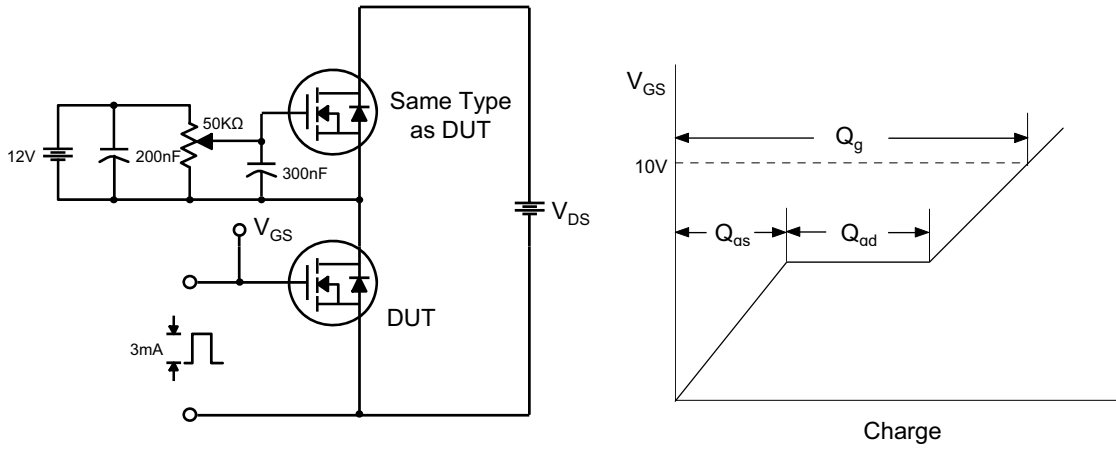 12V
200nF
50KΩ
300nF
Same Type
as DUT
V_GS
3mA
DUT
V_DS
V_GS
10V
Q_g
Q_gs
Q_gd
Charge